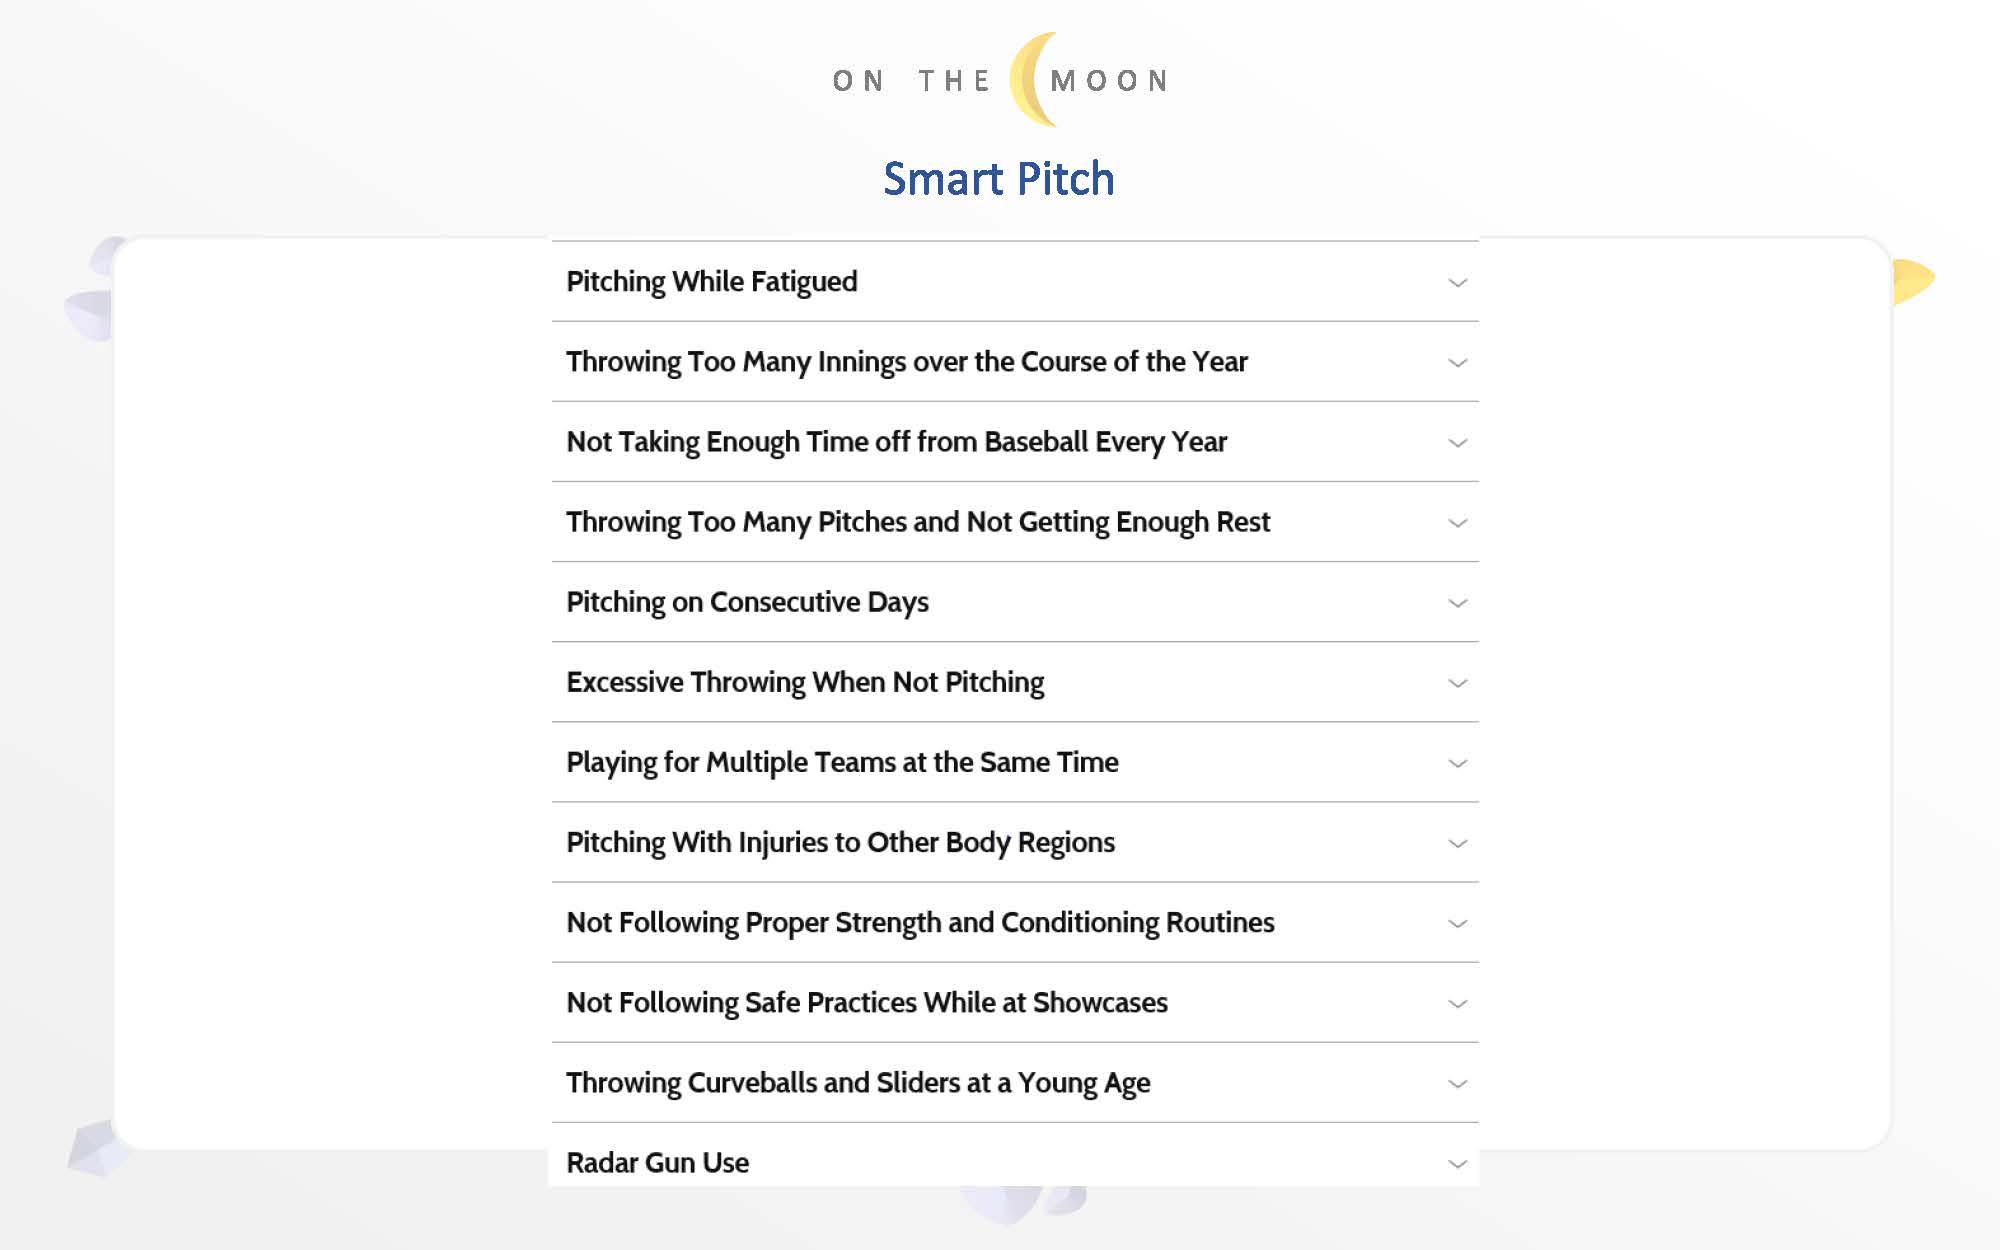 ON THE MOON
Smart Pitch
Pitching While Fatigued
Throwing Too Many Innings over the Course of the Year
Not Taking Enough Time off from Baseball Every Year
Throwing Too Many Pitches and Not Getting Enough Rest
Pitching on Consecutive Days
Excessive Throwing When Not Pitching
Playing for Multiple Teams at the Same Time
Pitching With Injuries to Other Body Regions
Not Following Proper Strength and Conditioning Routines
Not Following Safe Practices While at Showcases
Throwing Curveballs and Sliders at a Young Age
Radar Gun Use